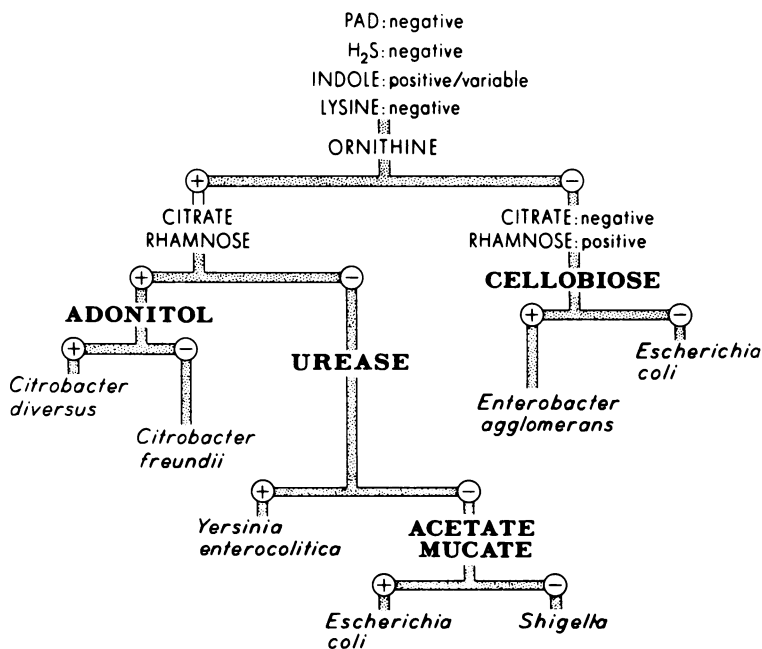 PAD: negative
H₂S: negative
INDOLE: positive/variable
LYSINE: negative
ORNITHINE
+
−
CITRATE
RHAMNOSE
CITRATE: negative
RHAMNOSE: positive
+
−
CELLOBIOSE
ADONITOL
+
−
+
−
UREASE
Escherichia
coli
Citrobacter
diversus
Enterobacter
agglomerans
Citrobacter
freundii
+
−
Yersinia
enterocolitica
ACETATE
MUCATE
+
−
Escherichia
coli
Shigella